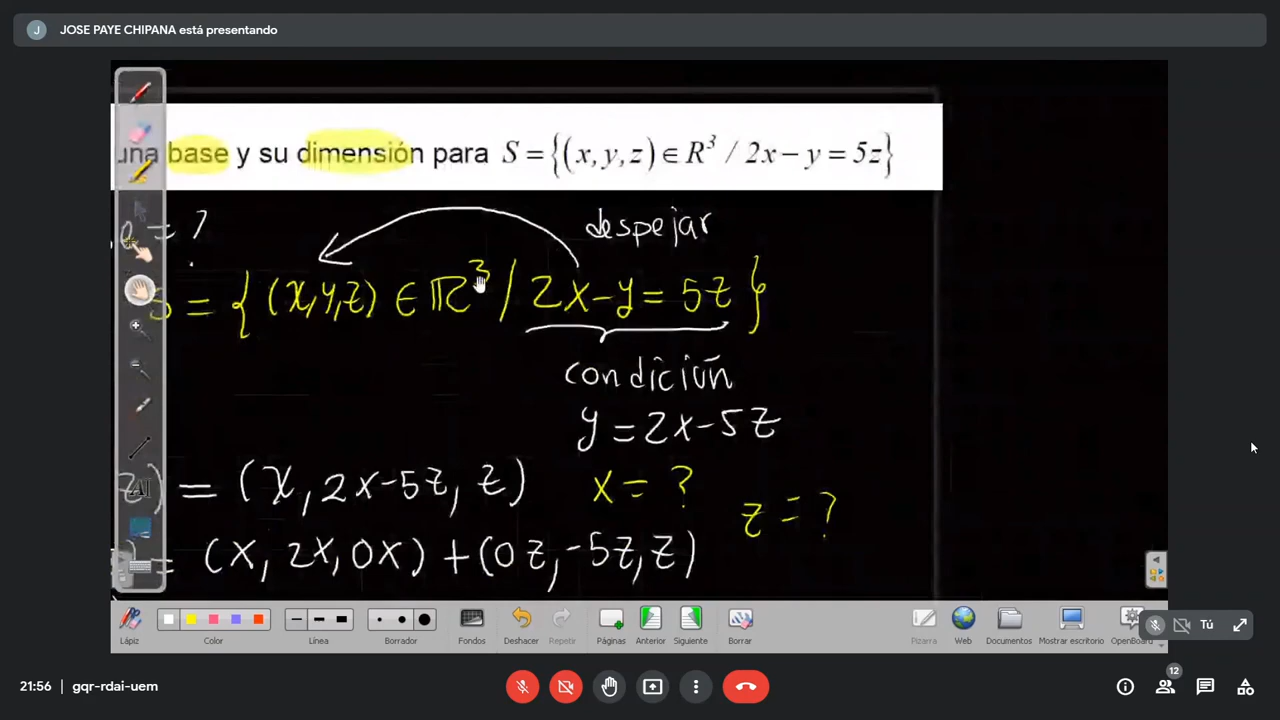 J JOSE PAYE CHIPANA está presentando
una base y su dimensión para S = {(x, y, z) ∈ R³ / 2x − y = 5z}
= ?
despejar
S = { (x,y,z) ∈ ℝ³ / 2x−y = 5z }
condición
y = 2x−5z
z) = (x, 2x−5z, z)
x = ?
z = ?
) = (x, 2x, 0x) + (0z, −5z, z)
Lápiz Color Línea Borrador Fondos Deshacer Repetir Páginas Anterior Siguiente Borrar Pizarra Web Documentos Mostrar escritorio OpenBoard
Tú
21:56 | gqr-rdai-uem
12